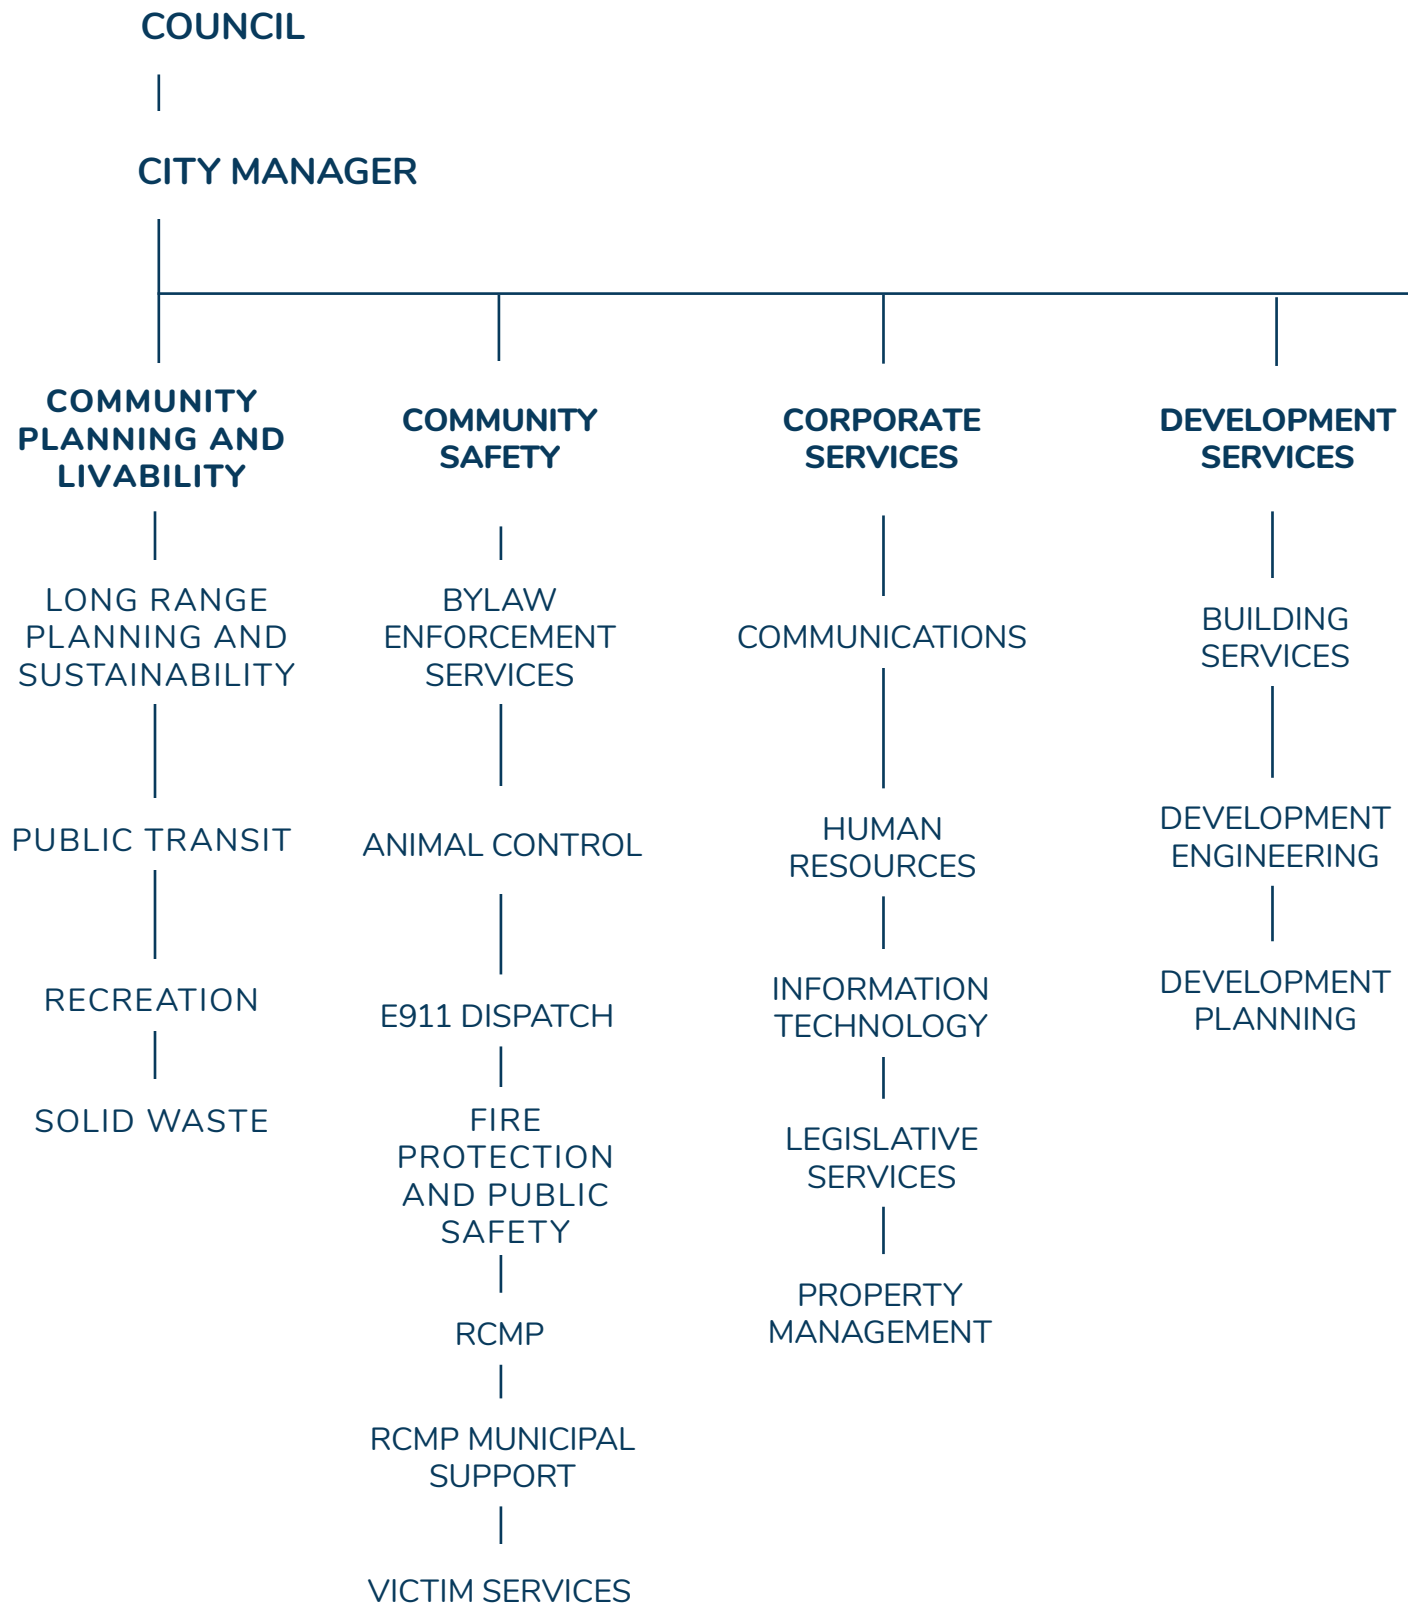 COUNCIL
CITY MANAGER
COMMUNITY
PLANNING AND
LIVABILITY
LONG RANGE
PLANNING AND
SUSTAINABILITY
PUBLIC TRANSIT
RECREATION
SOLID WASTE
COMMUNITY
SAFETY
BYLAW
ENFORCEMENT
SERVICES
ANIMAL CONTROL
E911 DISPATCH
FIRE
PROTECTION
AND PUBLIC
SAFETY
RCMP
RCMP MUNICIPAL
SUPPORT
VICTIM SERVICES
CORPORATE
SERVICES
COMMUNICATIONS
HUMAN
RESOURCES
INFORMATION
TECHNOLOGY
LEGISLATIVE
SERVICES
PROPERTY
MANAGEMENT
DEVELOPMENT
SERVICES
BUILDING
SERVICES
DEVELOPMENT
ENGINEERING
DEVELOPMENT
PLANNING